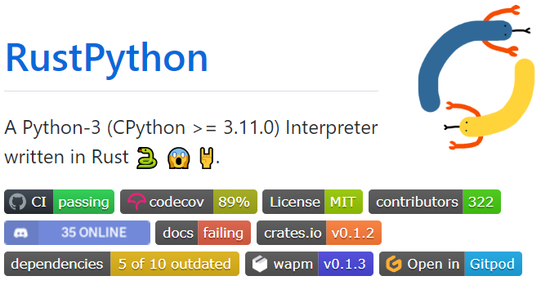 RustPython
A Python-3 (CPython >= 3.11.0) Interpreter
written in Rust 🐍 😱 🤘.
CI passing codecov 89% License MIT contributors 322
35 ONLINE docs failing crates.io v0.1.2
dependencies 5 of 10 outdated wapm v0.1.3 Open in Gitpod